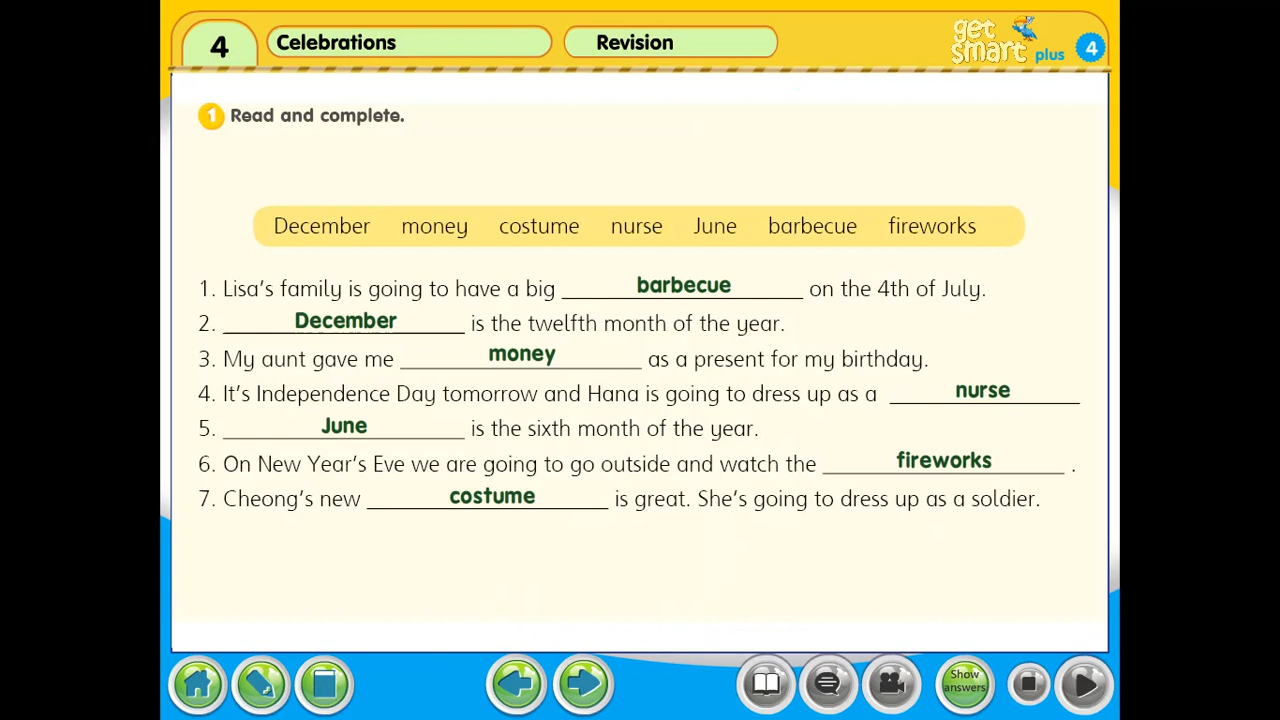 4 Celebrations Revision
get smart plus 4
1 Read and complete.
December money costume nurse June barbecue fireworks
1. Lisa's family is going to have a big barbecue on the 4th of July.
2. December is the twelfth month of the year.
3. My aunt gave me money as a present for my birthday.
4. It's Independence Day tomorrow and Hana is going to dress up as a nurse
5. June is the sixth month of the year.
6. On New Year's Eve we are going to go outside and watch the fireworks .
7. Cheong's new costume is great. She's going to dress up as a soldier.
Show answers